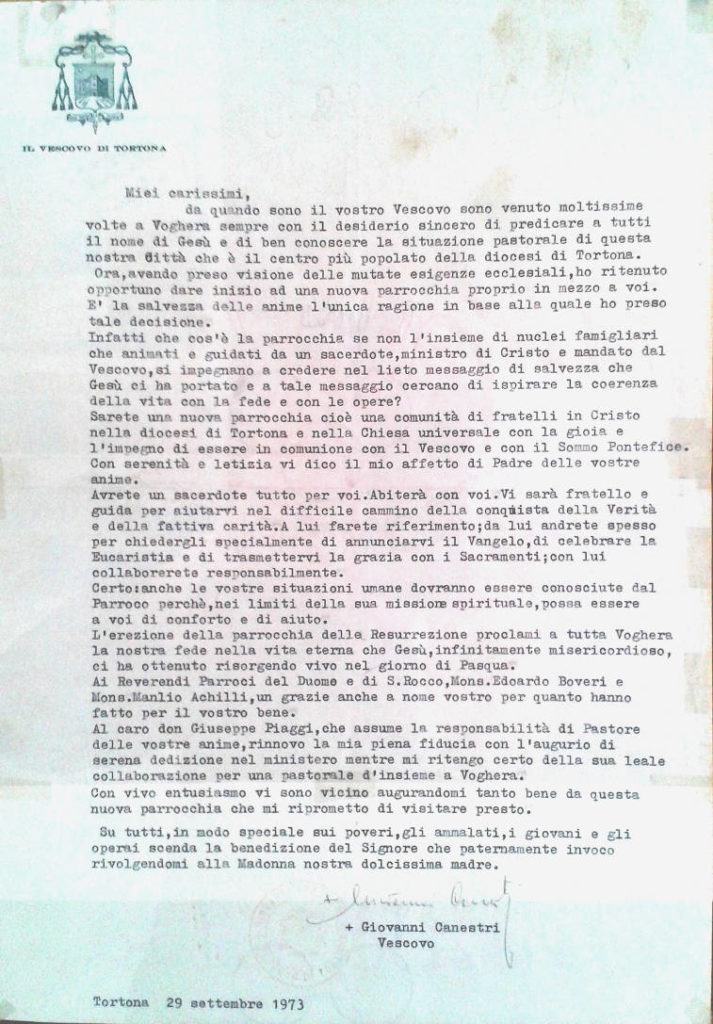 IL VESCOVO DI TORTONA
Miei carissimi,
da quando sono il vostro Vescovo sono venuto moltissime
volte a Voghera sempre con il desiderio sincero di predicare a tutti
il nome di Gesù e di ben conoscere la situazione pastorale di questa
nostra Città che è il centro più popolato della diocesi di Tortona.
Ora,avendo preso visione delle mutate esigenze ecclesiali,ho ritenuto
opportuno dare inizio ad una nuova parrocchia proprio in mezzo a voi.
E' la salvezza delle anime l'unica ragione in base alla quale ho preso
tale decisione.
Infatti che cos'è la parrocchia se non l'insieme di nuclei famigliari
che animati e guidati da un sacerdote,ministro di Cristo e mandato dal
Vescovo,si impegnano a credere nel lieto messaggio di salvezza che
Gesù ci ha portato e a tale messaggio cercano di ispirare la coerenza
della vita con la fede e con le opere?
Sarete una nuova parrocchia cioè una comunità di fratelli in Cristo
nella diocesi di Tortona e nella Chiesa universale con la gioia e
l'impegno di essere in comunione con il Vescovo e con il Sommo Pontefice.
Con serenità e letizia vi dico il mio affetto di Padre delle vostre
anime.
Avrete un sacerdote tutto per voi.Abiterà con voi.Vi sarà fratello e
guida per aiutarvi nel difficile cammino della conquista della Verità
e della fattiva carità.A lui farete riferimento;da lui andrete spesso
per chiedergli specialmente di annunciarvi il Vangelo,di celebrare la
Eucaristia e di trasmettervi la grazia con i Sacramenti;con lui
collaborerete responsabilmente.
Certo:anche le vostre situazioni umane dovranno essere conosciute dal
Parroco perchè,nei limiti della sua missione spirituale,possa essere
a voi di conforto e di aiuto.
L'erezione della parrocchia della Resurrezione proclami a tutta Voghera
la nostra fede nella vita eterna che Gesù,infinitamente misericordioso,
ci ha ottenuto risorgendo vivo nel giorno di Pasqua.
Ai Reverendi Parroci del Duomo e di S.Rocco,Mons.Edoardo Boveri e
Mons.Manlio Achilli,un grazie anche a nome vostro per quanto hanno
fatto per il vostro bene.
Al caro don Giuseppe Piaggi,che assume la responsabilità di Pastore
delle vostre anime,rinnovo la mia piena fiducia con l'augurio di
serena dedizione nel ministero mentre mi ritengo certo della sua leale
collaborazione per una pastorale d'insieme a Voghera.
Con vivo entusiasmo vi sono vicino augurandomi tanto bene da questa
nuova parrocchia che mi riprometto di visitare presto.
Su tutti,in modo speciale sui poveri,gli ammalati,i giovani e gli
operai scenda la benedizione del Signore che paternamente invoco
rivolgendomi alla Madonna nostra dolcissima madre.
+ Giovanni Canestri
Vescovo
Tortona 29 settembre 1973